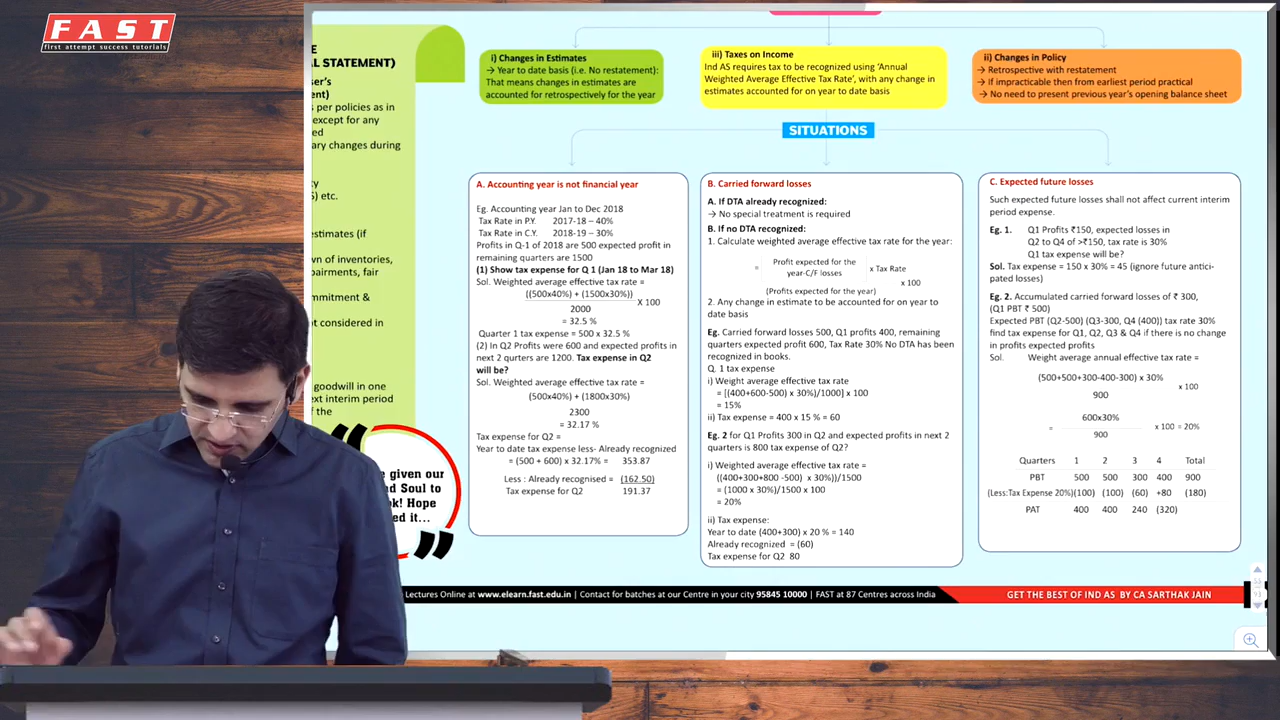 FAST
first attempt success tutorials
E
L STATEMENT)
ser's
nt)
s per policies as in
except for any
ed
ary changes during
y
S) etc.
estimates (if
wn of inventories,
pairments, fair
mmitment &
ot considered in
goodwill in one
ext interim period
f the
e given our
nd Soul to
k! Hope
ed it...
i) Changes in Estimates
→ Year to date basis (i.e. No restatement):
That means changes in estimates are
accounted for retrospectively for the year
iii) Taxes on Income
Ind AS requires tax to be recognized using 'Annual
Weighted Average Effective Tax Rate', with any change in
estimates accounted for on year to date basis
ii) Changes in Policy
→ Retrospective with restatement
→ If impracticable then from earliest period practical
→ No need to present previous year's opening balance sheet
SITUATIONS
A. Accounting year is not financial year
Eg. Accounting year Jan to Dec 2018
Tax Rate in P.Y. 2017-18 – 40%
Tax Rate in C.Y. 2018-19 – 30%
Profits in Q-1 of 2018 are 500 expected profit in
remaining quarters are 1500
(1) Show tax expense for Q 1 (Jan 18 to Mar 18)
Sol. Weighted average effective tax rate =
((500x40%) + (1500x30%))
X 100
2000
= 32.5 %
Quarter 1 tax expense = 500 x 32.5 %
(2) In Q2 Profits were 600 and expected profits in
next 2 qurters are 1200. Tax expense in Q2
will be?
Sol. Weighted average effective tax rate =
(500x40%) + (1800x30%)
2300
= 32.17 %
Tax expense for Q2 =
Year to date tax expense less- Already recognized
= (500 + 600) x 32.17% = 353.87
Less : Already recognised = (162.50)
Tax expense for Q2 191.37
B. Carried forward losses
A. If DTA already recognized:
→ No special treatment is required
B. If no DTA recognized:
1. Calculate weighted average effective tax rate for the year:
Profit expected for the
= year-C/F losses x Tax Rate
x 100
(Profits expected for the year)
2. Any change in estimate to be accounted for on year to
date basis
Eg. Carried forward losses 500, Q1 profits 400, remaining
quarters expected profit 600, Tax Rate 30% No DTA has been
recognized in books.
Q. 1 tax expense
i) Weight average effective tax rate
= [(400+600-500) x 30%)/1000] x 100
= 15%
ii) Tax expense = 400 x 15 % = 60
Eg. 2 for Q1 Profits 300 in Q2 and expected profits in next 2
quarters is 800 tax expense of Q2?
i) Weighted average effective tax rate =
((400+300+800 -500) x 30%))/1500
= (1000 x 30%)/1500 x 100
= 20%
ii) Tax expense:
Year to date (400+300) x 20 % = 140
Already recognized = (60)
Tax expense for Q2 80
C. Expected future losses
Such expected future losses shall not affect current interim
period expense.
Eg. 1. Q1 Profits ₹150, expected losses in
Q2 to Q4 of >₹150, tax rate is 30%
Q1 tax expense will be?
Sol. Tax expense = 150 x 30% = 45 (ignore future antici-
pated losses)
Eg. 2. Accumulated carried forward losses of ₹ 300,
(Q1 PBT ₹ 500)
Expected PBT (Q2-500) (Q3-300, Q4 (400)) tax rate 30%
find tax expense for Q1, Q2, Q3 & Q4 if there is no change
in profits expected profits
Sol. Weight average annual effective tax rate =
(500+500+300-400-300) x 30%
x 100
900
600x30%
= x 100 = 20%
900
Quarters 1 2 3 4 Total
PBT 500 500 300 400 900
(Less:Tax Expense 20%)(100) (100) (60) +80 (180)
PAT 400 400 240 (320)
Lectures Online at www.elearn.fast.edu.in | Contact for batches at our Centre in your city 95845 10000 | FAST at 87 Centres across India
GET THE BEST OF IND AS BY CA SARTHAK JAIN